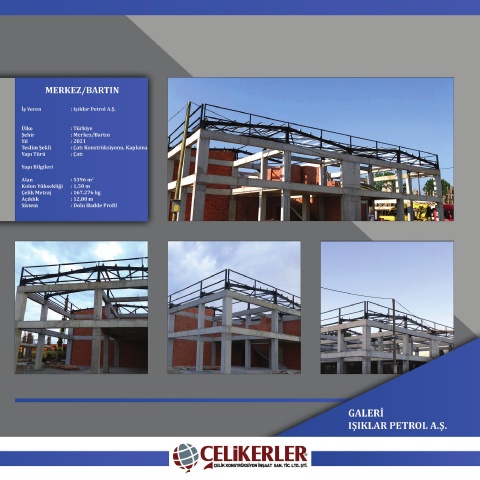 MERKEZ/BARTIN
İş Veren : Işıklar Petrol A.Ş.
Ülke : Türkiye
Şehir : Merkez/Bartın
Yıl : 2021
Teslim Şekli : Çatı Konstrüksiyonu, Kaplama
Yapı Türü : Çatı
Yapı Bilgileri
Alan : 5396 m²
Kolon Yüksekliği : 1,50 m
Çelik Metraj : 167.276 kg
Açıklık : 12,00 m
Sistem : Dolu Hadde Profil
GALERİ
IŞIKLAR PETROL A.Ş.
ÇELİKERLER
ÇELİK KONSTRÜKSİYON İNŞAAT SAN. TİC. LTD. ŞTİ.